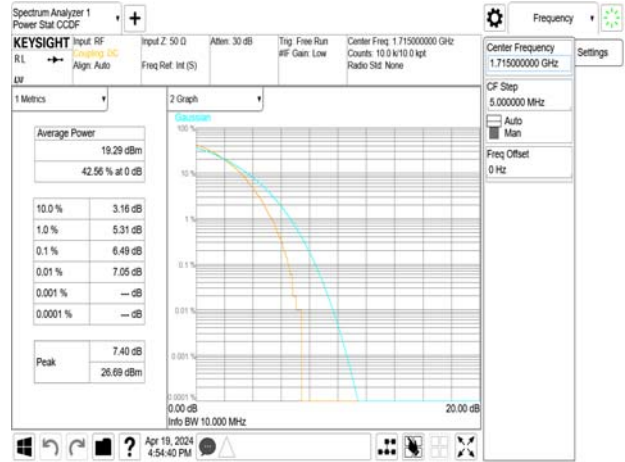 Spectrum Analyzer 1
Power Stat CCDF
+
Frequency
Settings
KEYSIGHT
RL
LXI
Input: RF
Coupling: DC
Align: Auto
Input Z: 50 Ω
Freq Ref: Int (S)
Atten: 30 dB
Trig: Free Run
#IF Gain: Low
Center Freq: 1.715000000 GHz
Counts: 10.0 k/10.0 kpt
Radio Std: None
Center Frequency
1.715000000 GHz
CF Step
5.000000 MHz
Auto
Man
Freq Offset
0 Hz
1 Metrics
Average Power
19.29 dBm
42.56 % at 0 dB
10.0 % 3.16 dB
1.0 % 5.31 dB
0.1 % 6.49 dB
0.01 % 7.05 dB
0.001 % --- dB
0.0001 % --- dB
Peak
7.40 dB
26.69 dBm
2 Graph
Gaussian
100 %
10 %
1 %
0.1 %
0.01 %
0.001 %
0.0001 %
0.00 dB
20.00 dB
Info BW 10.000 MHz
?
Apr 19, 2024
4:54:40 PM